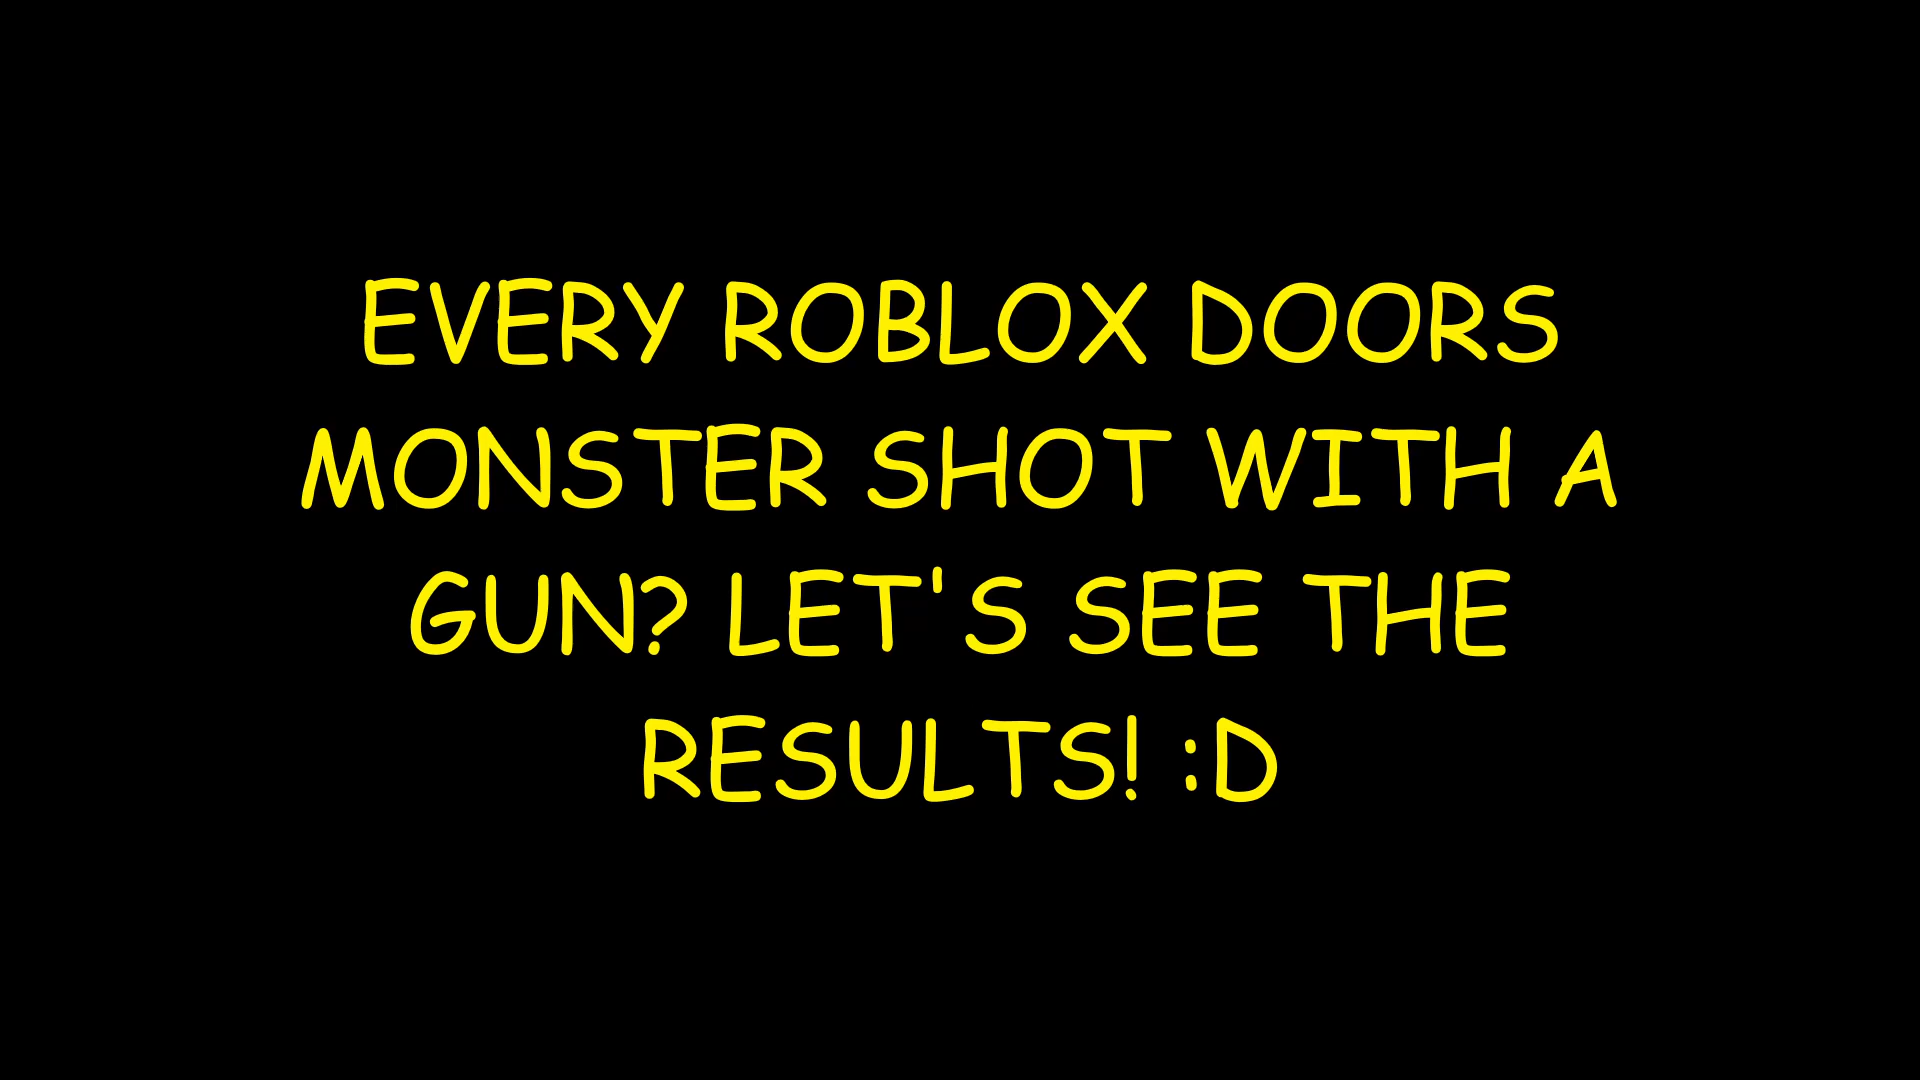 EVERY ROBLOX DOORS
MONSTER SHOT WITH A
GUN? LET'S SEE THE
RESULTS! :D